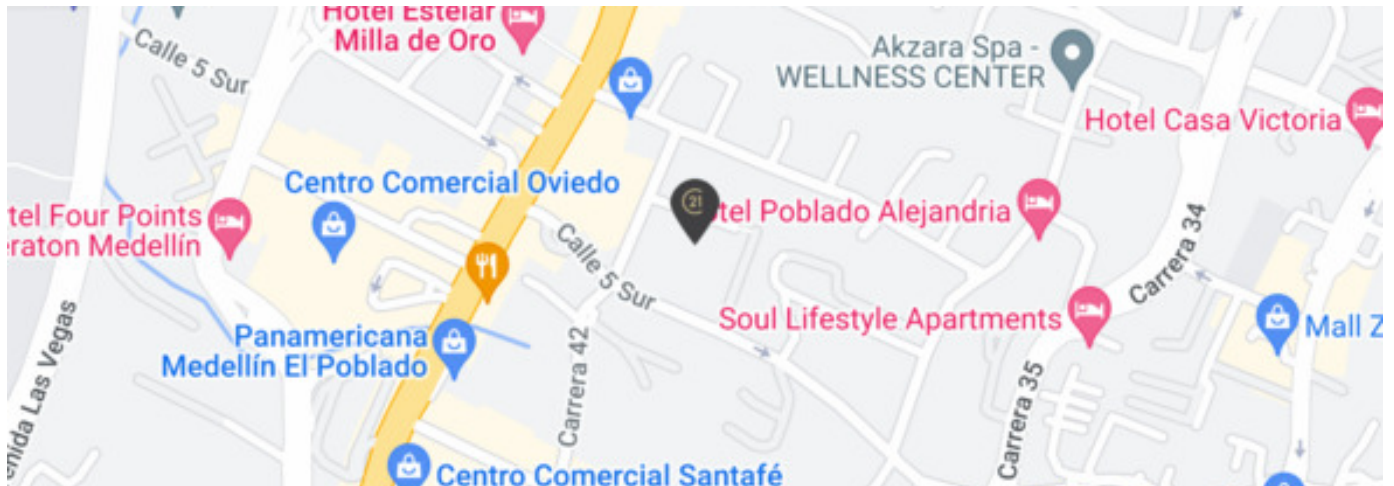 Hotel Estelar
Milla de Oro
Calle 5 Sur
Akzara Spa -
WELLNESS CENTER
Hotel Casa Victoria
Centro Comercial Oviedo
tel Four Points
eraton Medellín
21
tel Poblado Alejandria
Calle 5 Sur
Carrera 34
Soul Lifestyle Apartments
Mall Z
Panamericana
Medellín El Poblado
Carrera 42
Carrera 35
enida Las Vegas
Centro Comercial Santafé